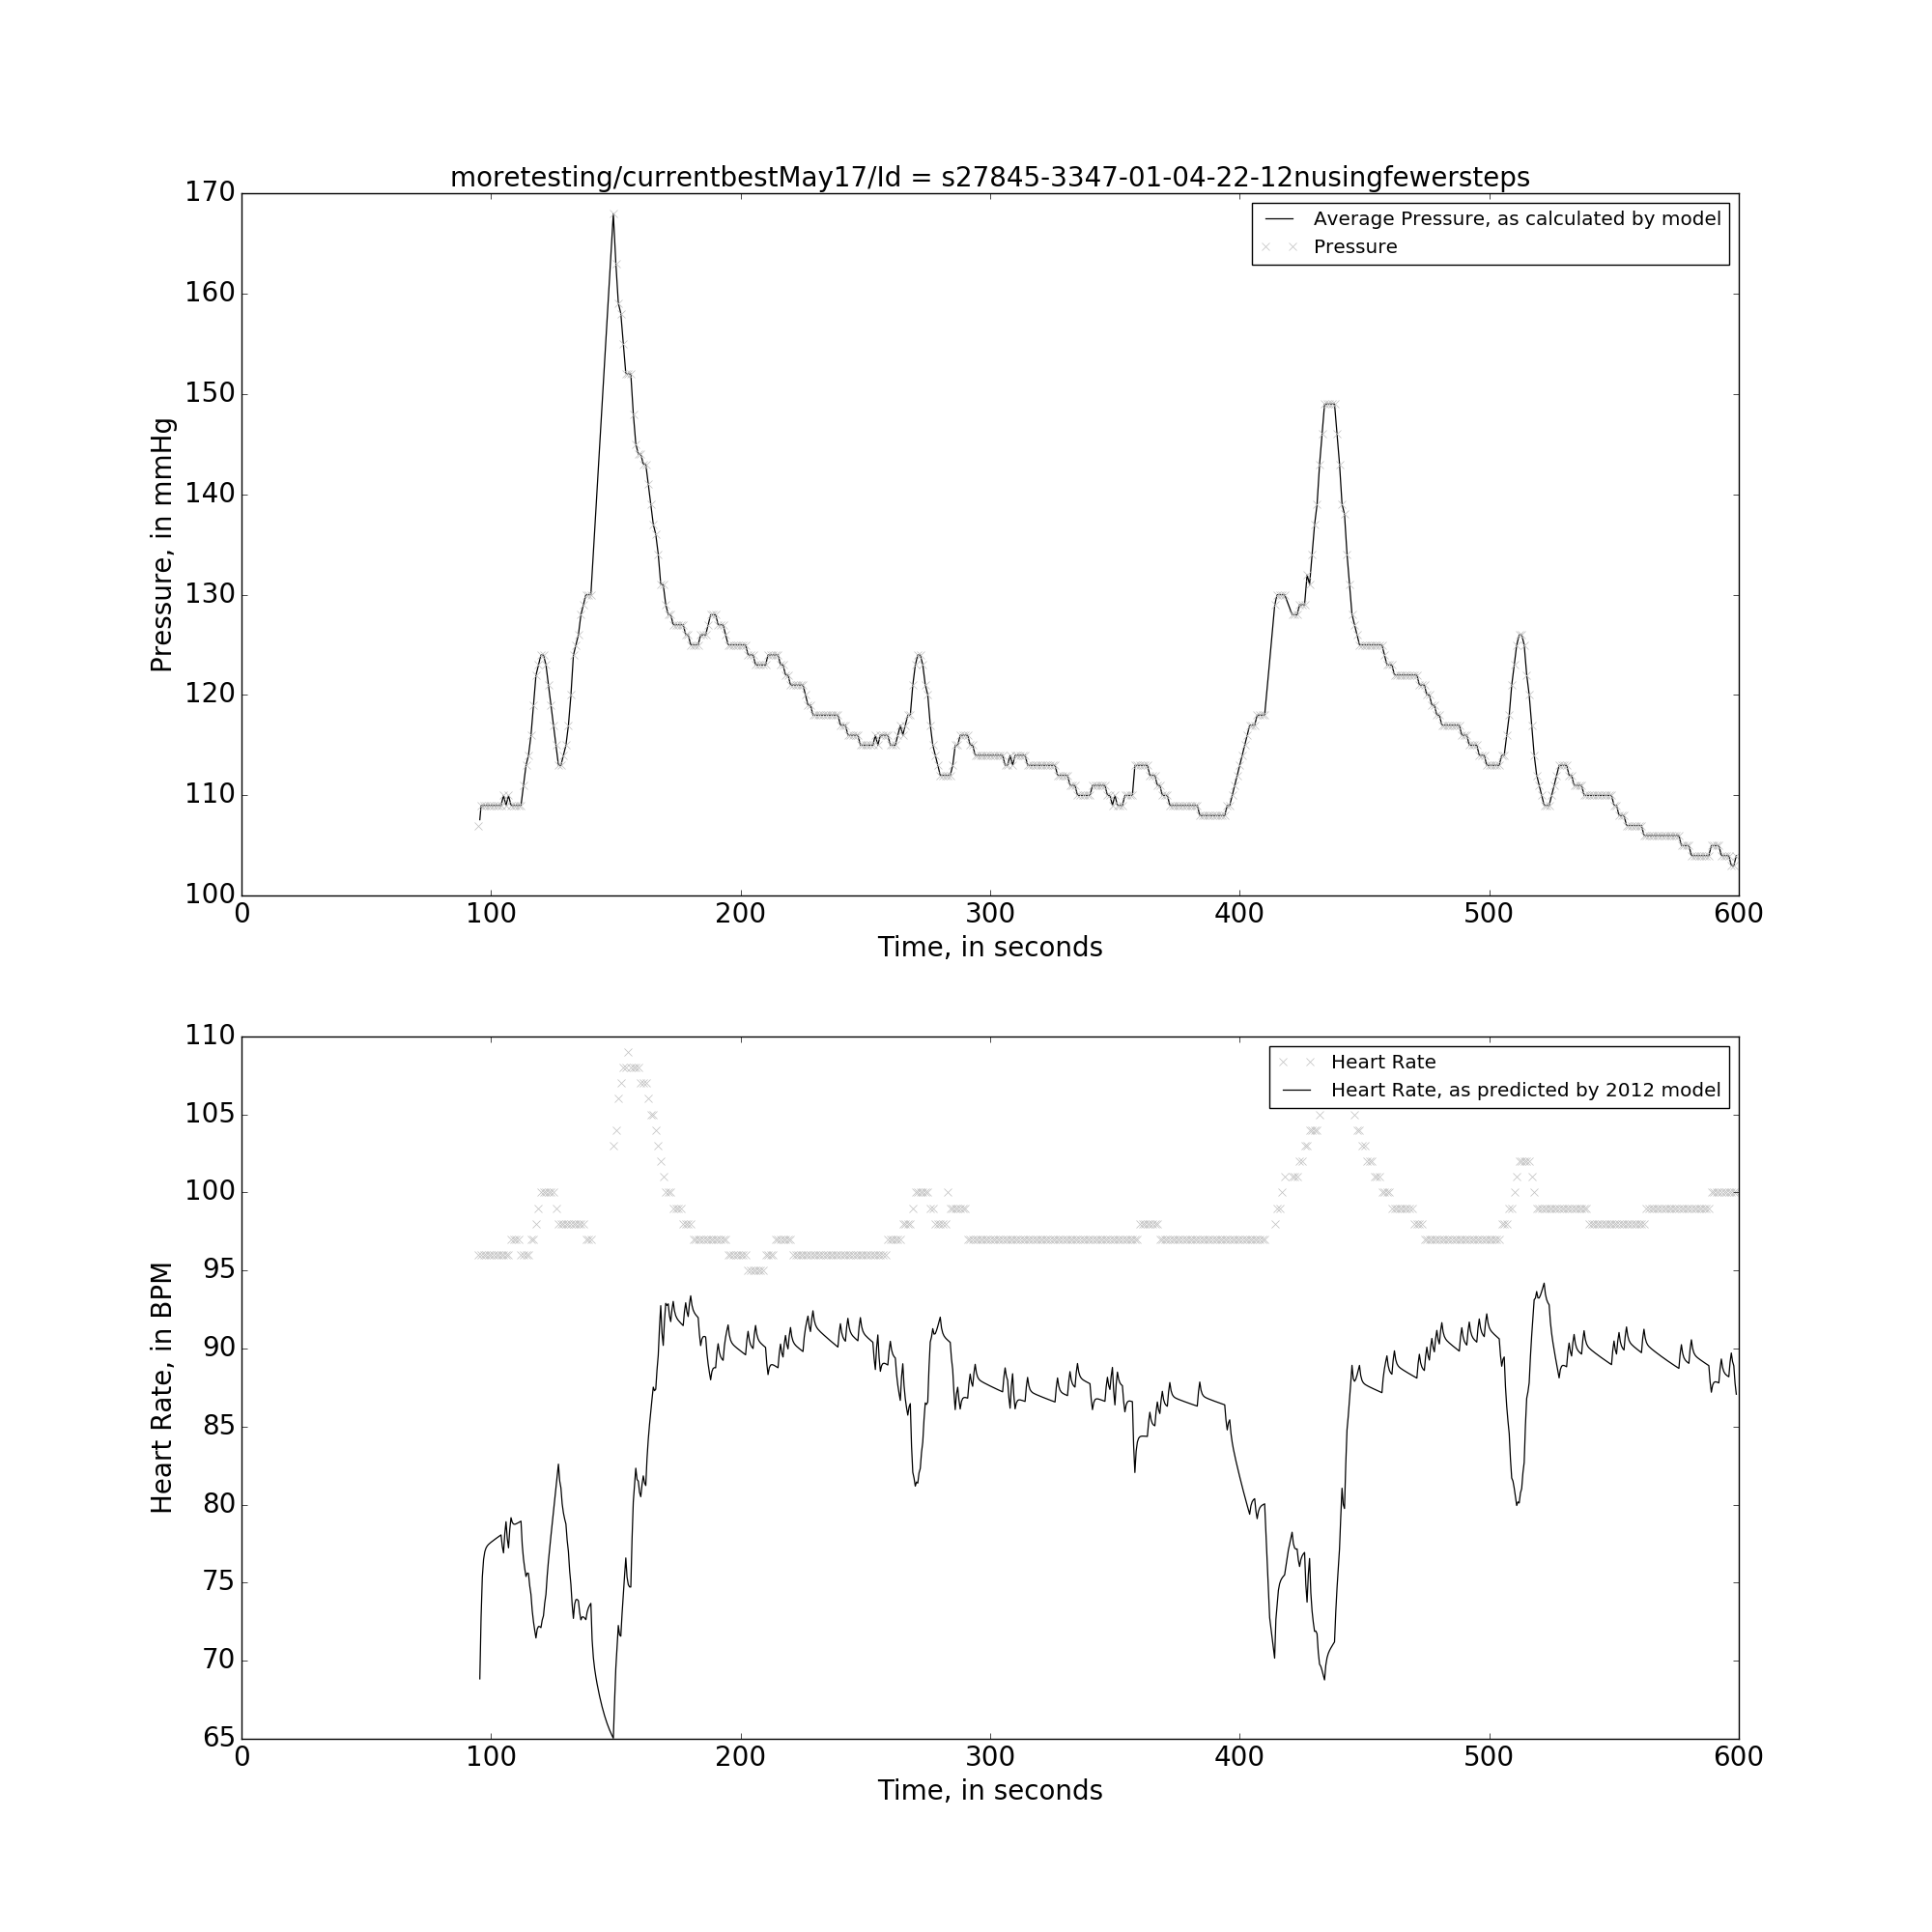 moretesting/currentbestMay17/Id = s27845-3347-01-04-22-12nusingfewersteps
170
160
150
140
130
120
110
100
Pressure, in mmHg
Average Pressure, as calculated by model
Pressure
0 100 200 300 400 500 600
Time, in seconds
110
105
100
95
90
85
80
75
70
65
Heart Rate, in BPM
Heart Rate
Heart Rate, as predicted by 2012 model
0 100 200 300 400 500 600
Time, in seconds